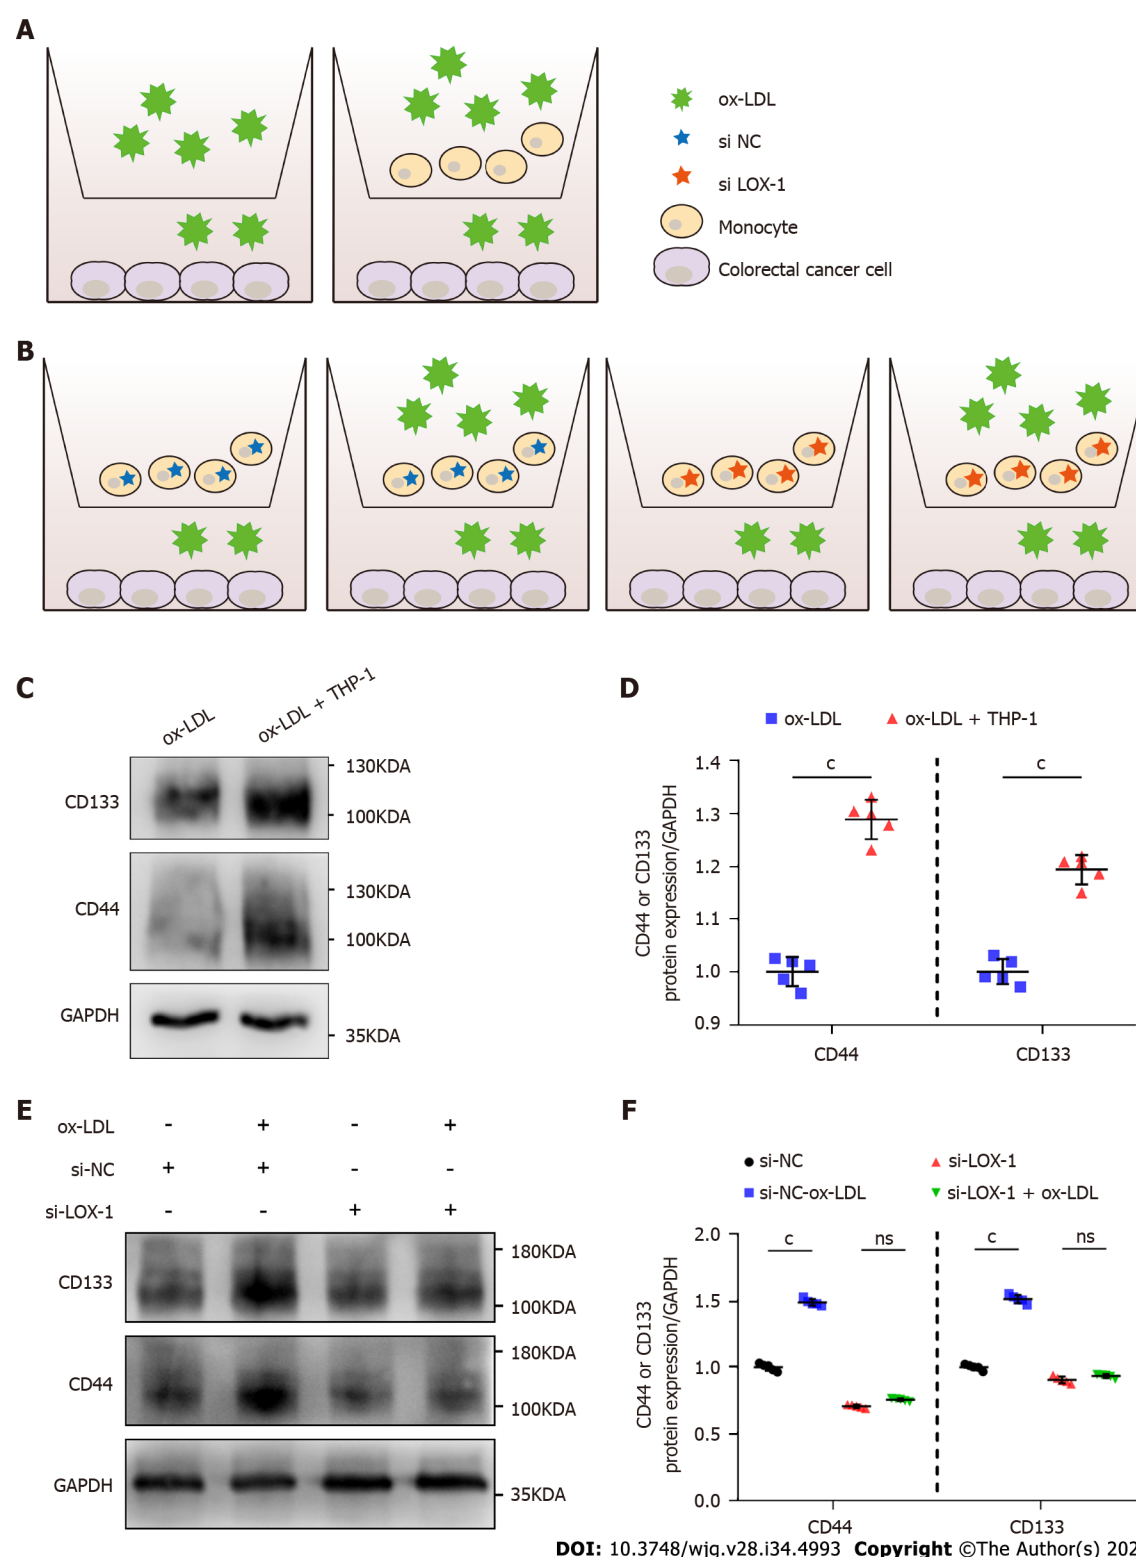 A
ox-LDL
si NC
si LOX-1
Monocyte
Colorectal cancer cell
B
C
ox-LDL
ox-LDL + THP-1
CD133
130KDA
100KDA
CD44
130KDA
100KDA
GAPDH
35KDA
D
ox-LDL
ox-LDL + THP-1
CD44 or CD133
protein expression/GAPDH
1.4
1.3
1.2
1.1
1.0
0.9
c
c
CD44
CD133
E
ox-LDL - + - +
si-NC + + - -
si-LOX-1 - - + +
CD133
180KDA
100KDA
CD44
180KDA
100KDA
GAPDH
35KDA
F
si-NC
si-LOX-1
si-NC-ox-LDL
si-LOX-1 + ox-LDL
CD44 or CD133
protein expression/GAPDH
2.0
1.5
1.0
0.5
0.0
c
ns
c
ns
CD44
CD133
DOI: 10.3748/wjg.v28.i34.4993 Copyright ©The Author(s) 202